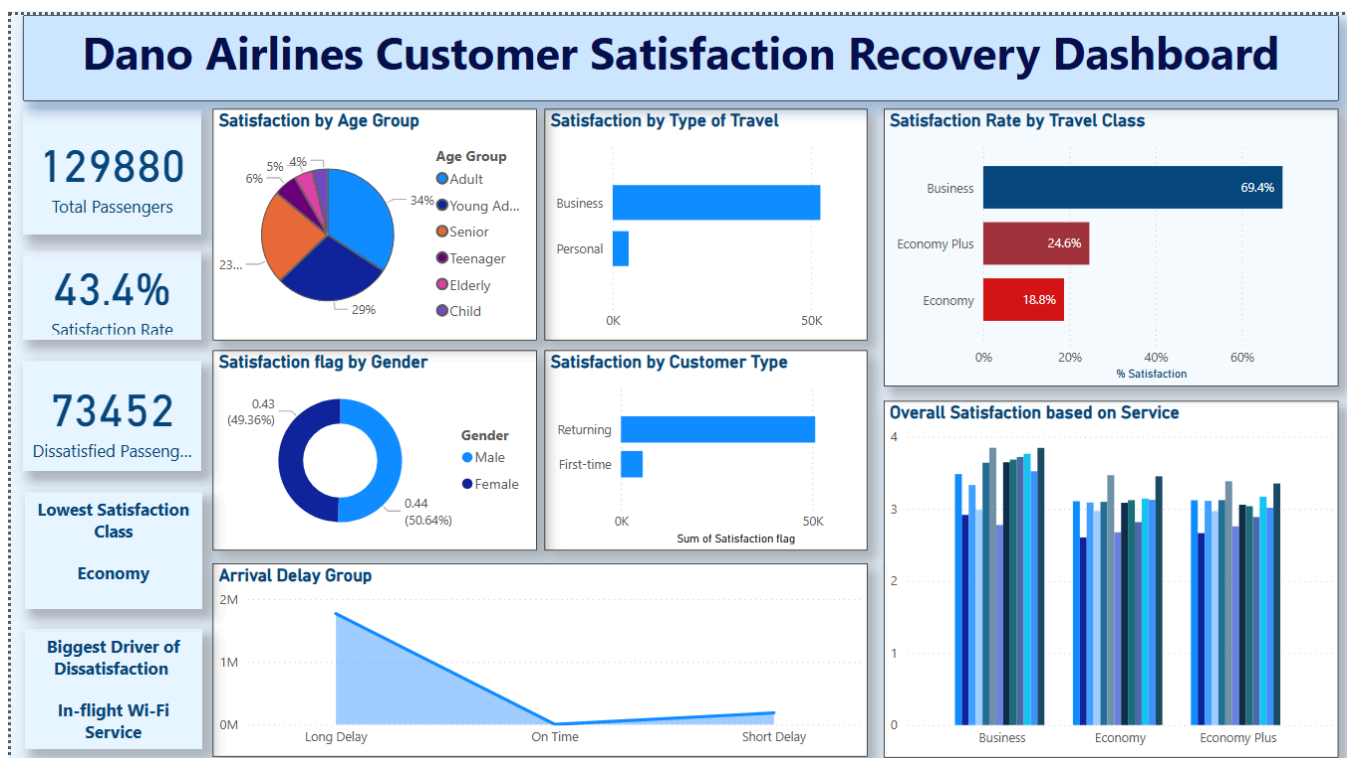 Dano Airlines Customer Satisfaction Recovery Dashboard
129880
Total Passengers
43.4%
Satisfaction Rate
73452
Dissatisfied Passeng...
Lowest Satisfaction
Class
Economy
Biggest Driver of
Dissatisfaction
In-flight Wi-Fi
Service
Satisfaction by Age Group
Age Group
Adult
Young Ad...
Senior
Teenager
Elderly
Child
34%
29%
23...
6%
5%
4%
Satisfaction by Type of Travel
Business
Personal
0K
50K
Satisfaction Rate by Travel Class
Business
69.4%
Economy Plus
24.6%
Economy
18.8%
0%
20%
40%
60%
% Satisfaction
Satisfaction flag by Gender
0.43
(49.36%)
Gender
Male
Female
0.44
(50.64%)
Satisfaction by Customer Type
Returning
First-time
0K
50K
Sum of Satisfaction flag
Arrival Delay Group
2M
1M
0M
Long Delay
On Time
Short Delay
Overall Satisfaction based on Service
4
3
2
1
0
Business
Economy
Economy Plus